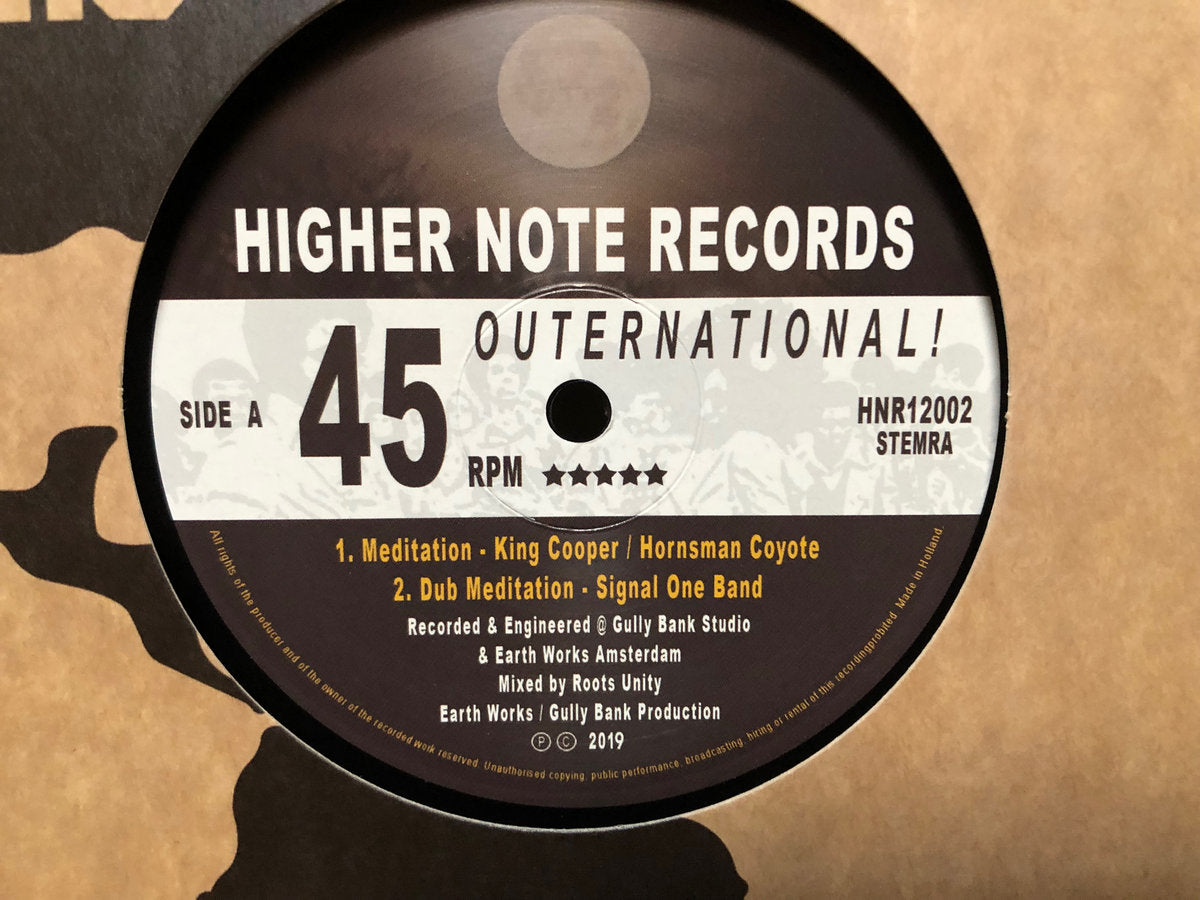 HIGHER NOTE RECORDS
OUTERNATIONAL!
SIDE A
45
RPM ★★★★★
HNR12002
STEMRA
1. Meditation - King Cooper / Hornsman Coyote
2. Dub Meditation - Signal One Band
Recorded & Engineered @ Gully Bank Studio
& Earth Works Amsterdam
Mixed by Roots Unity
Earth Works / Gully Bank Production
Ⓟ © 2019
All rights of the producer and of the owner of the recorded work reserved. Unauthorised copying, public performance, broadcasting, hiring or rental of this recordingprobited. Made in Holland.